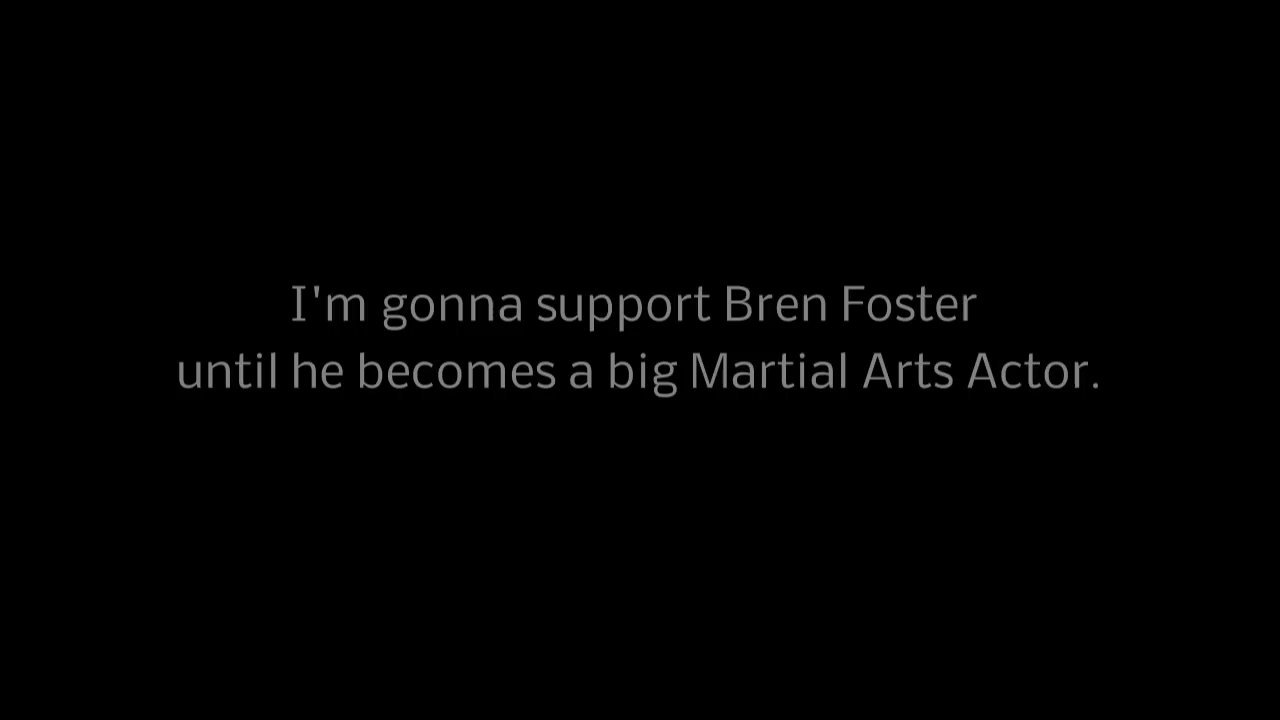 I'm gonna support Bren Foster
until he becomes a big Martial Arts Actor.